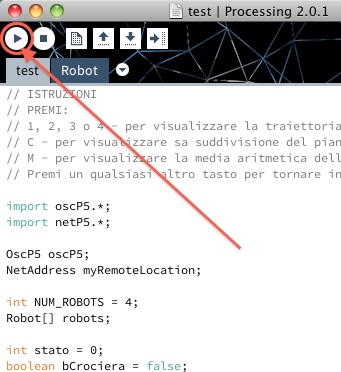 test | Processing 2.0.1
test Robot
// ISTRUZIONI
// PREMI:
// 1, 2, 3 o 4 - per visualizzare la traiettoria
// C - per visualizzare sa suddivisione del pian
// M - per visualizzare la media aritmetica dell
// Premi un qualsiasi altro tasto per tornare in
import oscP5.*;
import netP5.*;
OscP5 oscP5;
NetAddress myRemoteLocation;
int NUM_ROBOTS = 4;
Robot[] robots;
int stato = 0;
boolean bCrociera = false;